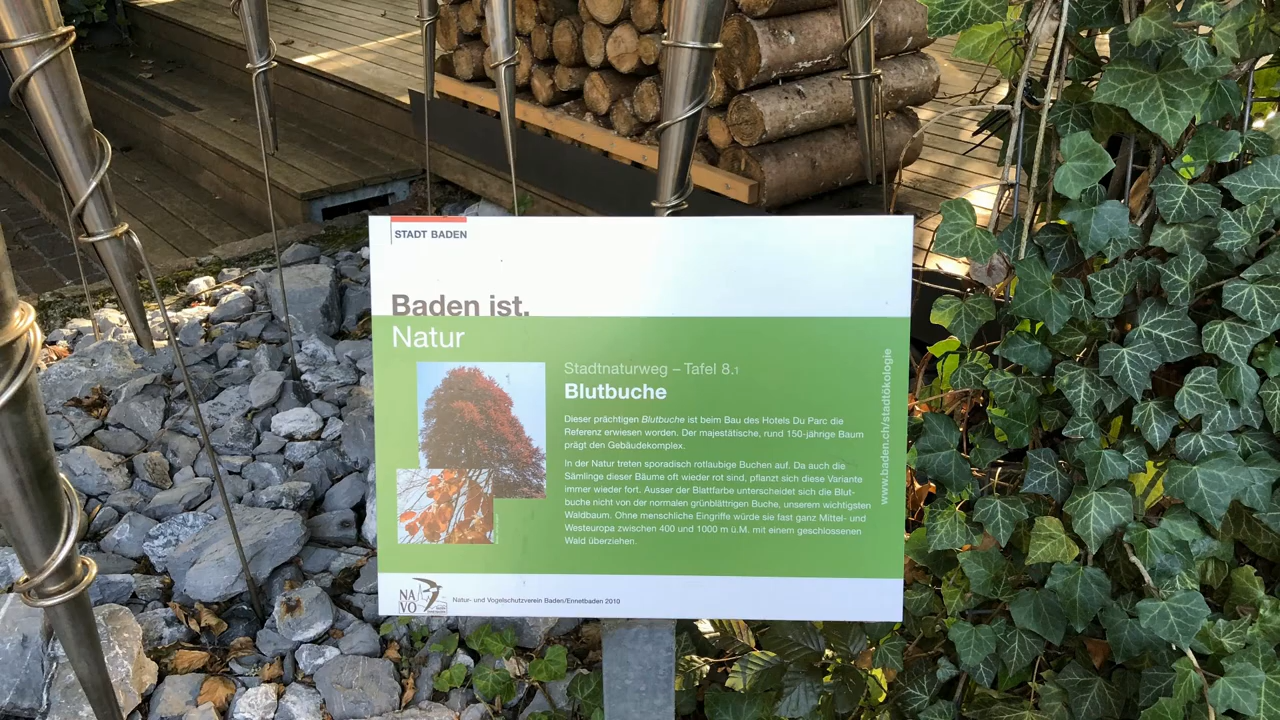 STADT BADEN
Baden ist.
Natur
Stadtnaturweg – Tafel 8.1
Blutbuche
Dieser prächtigen Blutbuche ist beim Bau des Hotels Du Parc die
Referenz erwiesen worden. Der majestätische, rund 150-jährige Baum
prägt den Gebäudekomplex.
In der Natur treten sporadisch rotlaubige Buchen auf. Da auch die
Sämlinge dieser Bäume oft wieder rot sind, pflanzt sich diese Variante
immer wieder fort. Ausser der Blattfarbe unterscheidet sich die Blut-
buche nicht von der normalen grünblättrigen Buche, unserem wichtigsten
Waldbaum. Ohne menschliche Eingriffe würde sie fast ganz Mittel- und
Westeuropa zwischen 400 und 1000 m ü.M. mit einem geschlossenen
Wald überziehen.
www.baden.ch/stadtökologie
NA
VO
Natur- und Vogelschutzverein Baden/Ennetbaden 2010